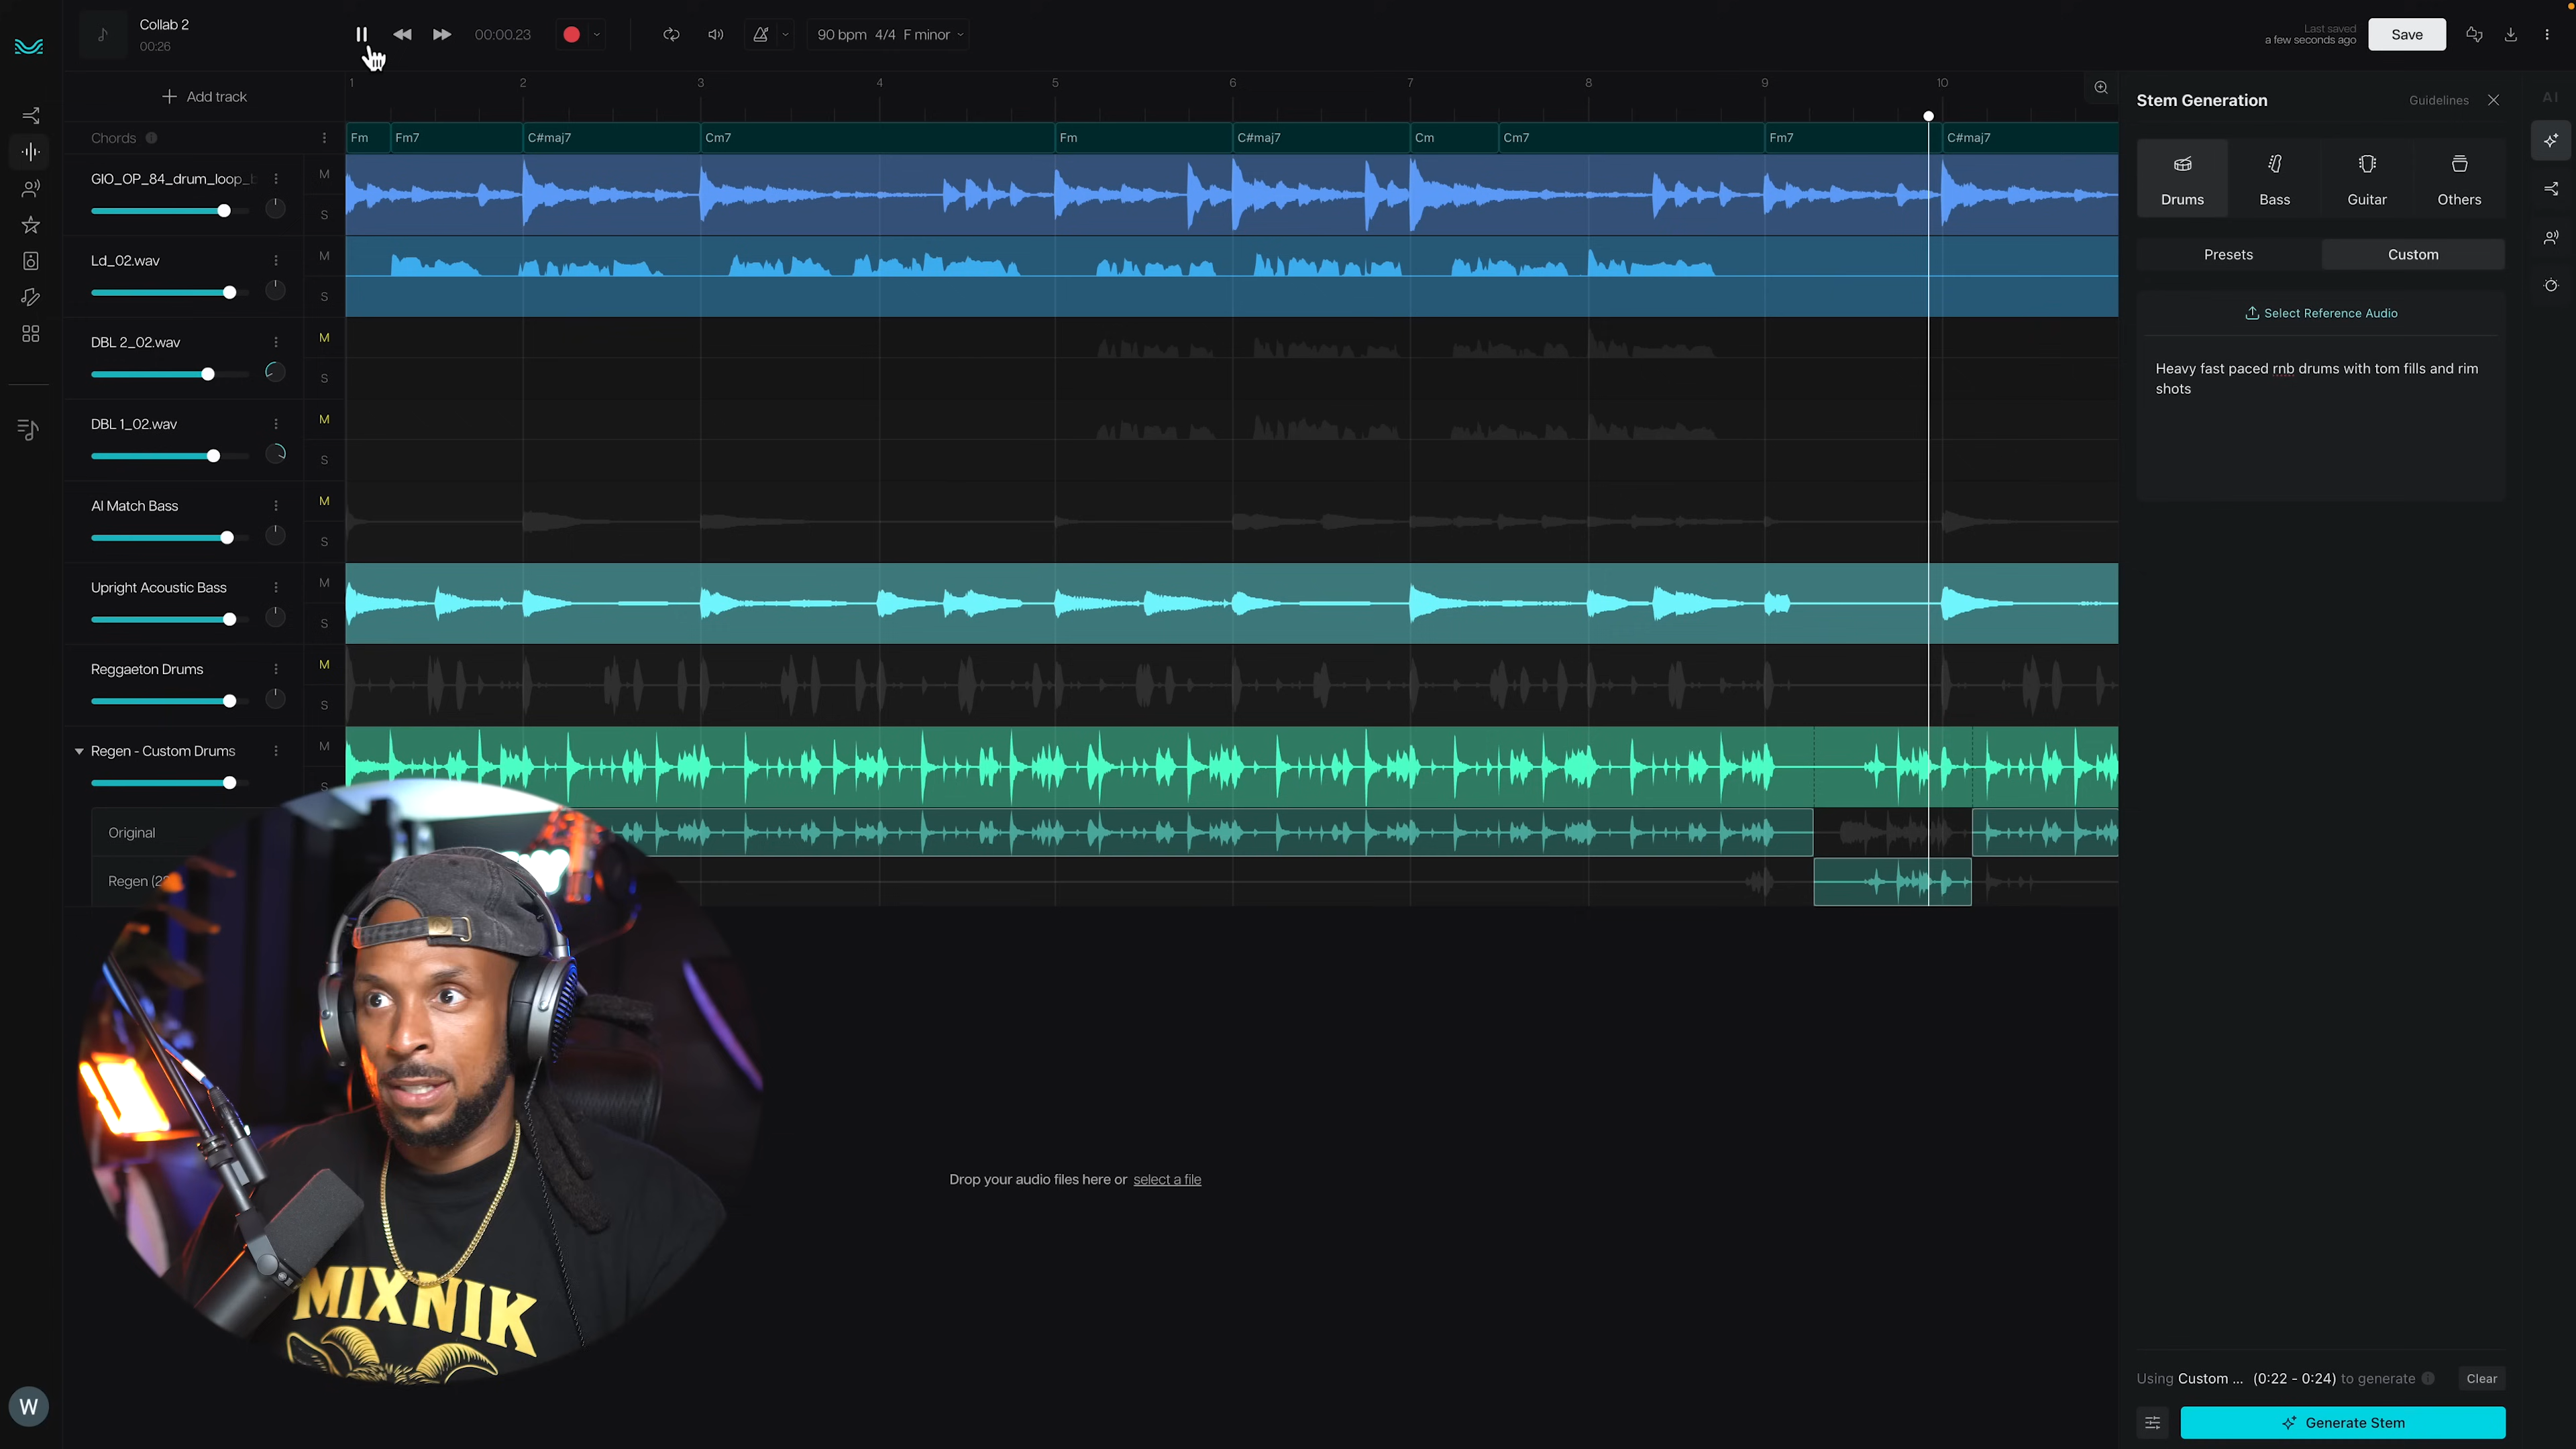 Collab 2
00:26
00:00.23
90 bpm 4/4 F minor
Last saved
a few seconds ago
Save
Add track
1 2 3 4 5 6 7 8 9 10
Chords
Fm Fm7 C#maj7 Cm7 Fm C#maj7 Cm Cm7 Fm7 C#maj7
GIO_OP_84_drum_loop_b
M
S
Ld_02.wav
M
S
DBL 2_02.wav
M
S
DBL 1_02.wav
M
S
AI Match Bass
M
S
Upright Acoustic Bass
M
S
Reggaeton Drums
M
S
Regen - Custom Drums
M
S
Original
Regen (22
Drop your audio files here or select a file
MIXNIK
W
Stem Generation
Guidelines
AI
Drums Bass Guitar Others
Presets Custom
Select Reference Audio
Heavy fast paced rnb drums with tom fills and rim
shots
Using Custom ... (0:22 - 0:24) to generate
Clear
Generate Stem